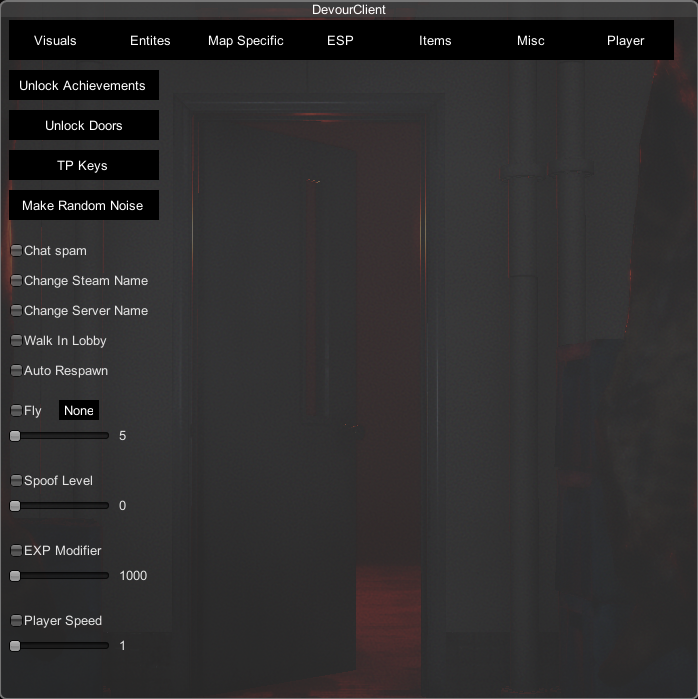 DevourClient
Visuals Entites Map Specific ESP Items Misc Player
Unlock Achievements
Unlock Doors
TP Keys
Make Random Noise
Chat spam
Change Steam Name
Change Server Name
Walk In Lobby
Auto Respawn
Fly None
5
Spoof Level
0
EXP Modifier
1000
Player Speed
1